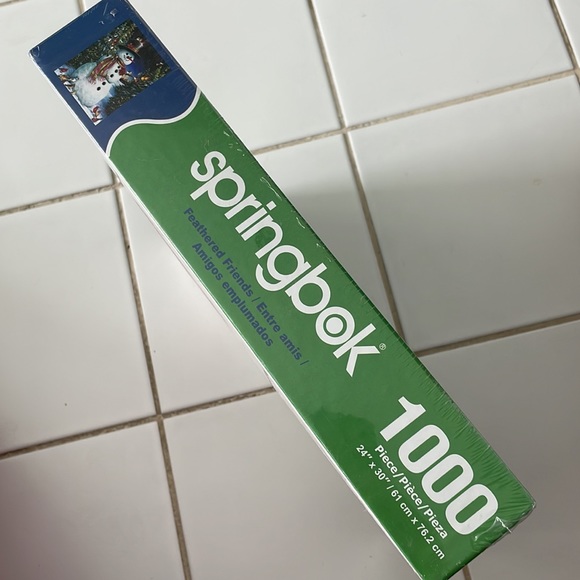 springbok®
Feathered Friends / Entre amis /
Amigos emplumados
1000
Piece/Pièce/Pieza
24" x 30" / 61 cm x 76.2 cm